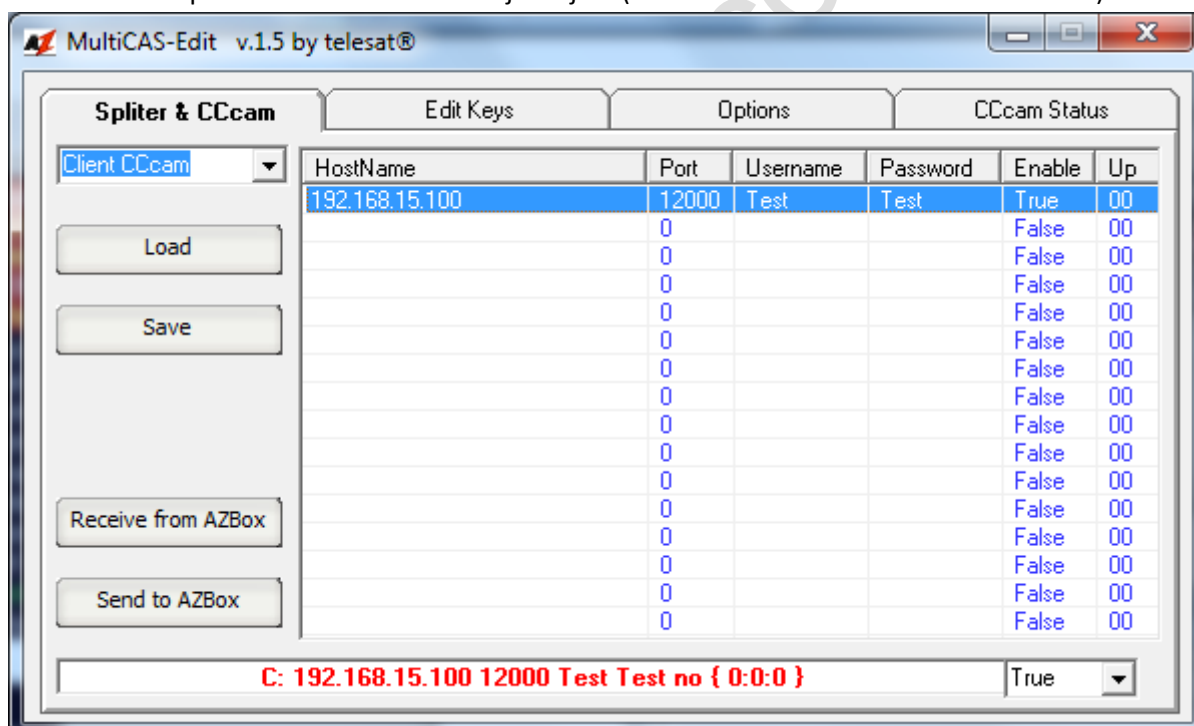 MultiCAS-Edit v.1.5 by telesat®
Spliter & CCcam Edit Keys Options CCcam Status
Client CCcam
HostName Port Username Password Enable Up
192.168.15.100 12000 Test Test True 00
0 False 00
Load
0 False 00
0 False 00
0 False 00
Save
0 False 00
0 False 00
0 False 00
0 False 00
0 False 00
0 False 00
Receive from AZBox
0 False 00
0 False 00
0 False 00
Send to AZBox
0 False 00
0 False 00
C: 192.168.15.100 12000 Test Test no { 0:0:0 }
True